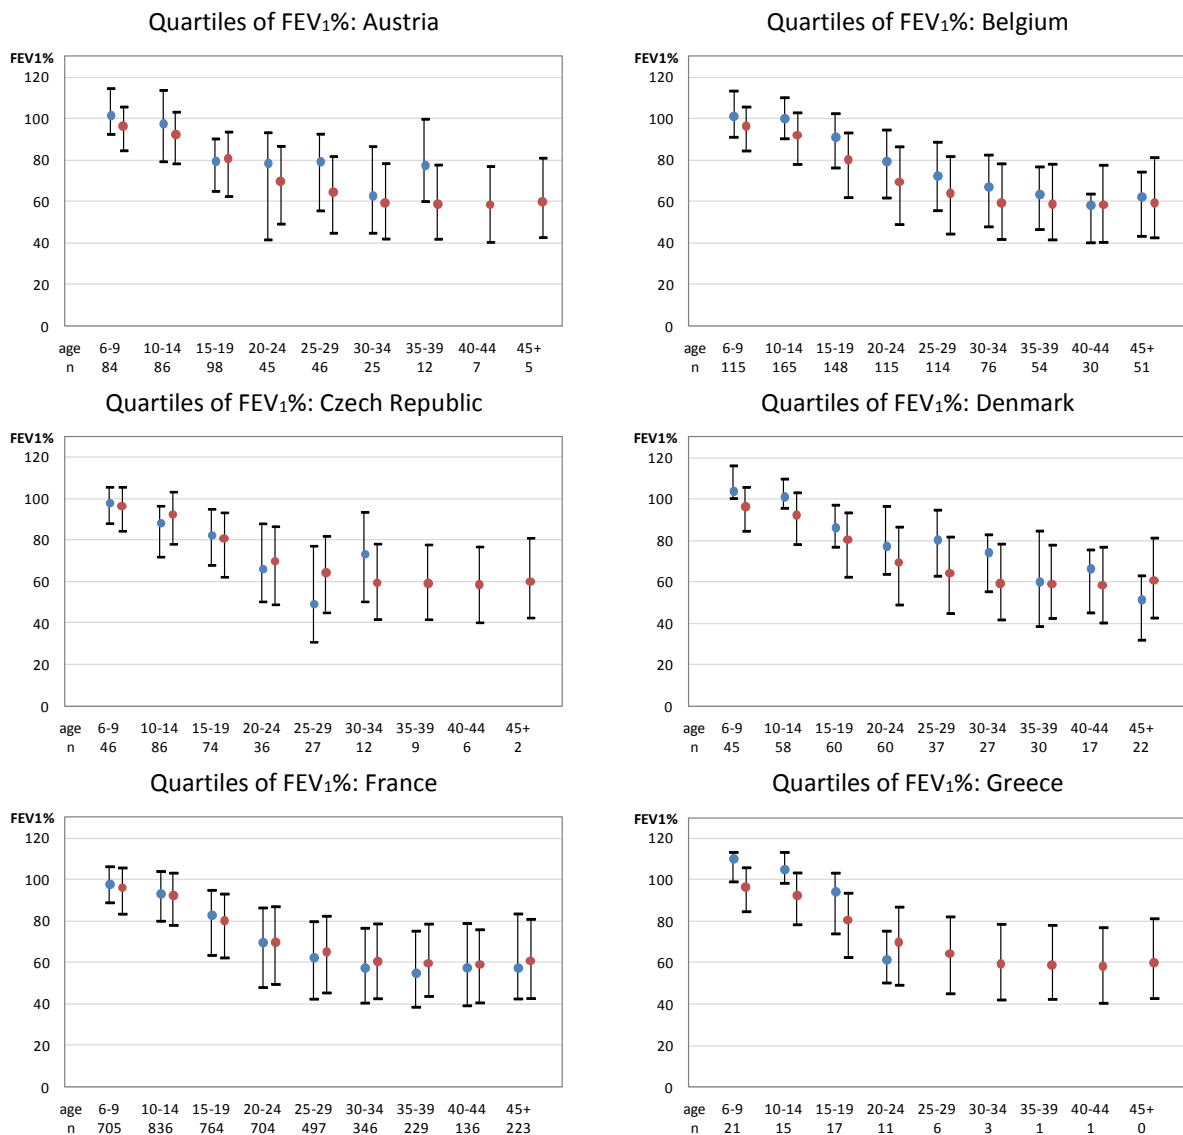 Quartiles of FEV₁%: Austria
FEV1%
120
100
80
60
40
20
0
age 6-9 10-14 15-19 20-24 25-29 30-34 35-39 40-44 45+
n 84 86 98 45 46 25 12 7 5
Quartiles of FEV₁%: Belgium
FEV1%
120
100
80
60
40
20
0
age 6-9 10-14 15-19 20-24 25-29 30-34 35-39 40-44 45+
n 115 165 148 115 114 76 54 30 51
Quartiles of FEV₁%: Czech Republic
FEV1%
120
100
80
60
40
20
0
age 6-9 10-14 15-19 20-24 25-29 30-34 35-39 40-44 45+
n 46 86 74 36 27 12 9 6 2
Quartiles of FEV₁%: Denmark
FEV1%
120
100
80
60
40
20
0
age 6-9 10-14 15-19 20-24 25-29 30-34 35-39 40-44 45+
n 45 58 60 60 37 27 30 17 22
Quartiles of FEV₁%: France
FEV1%
120
100
80
60
40
20
0
age 6-9 10-14 15-19 20-24 25-29 30-34 35-39 40-44 45+
n 705 836 764 704 497 346 229 136 223
Quartiles of FEV₁%: Greece
FEV1%
120
100
80
60
40
20
0
age 6-9 10-14 15-19 20-24 25-29 30-34 35-39 40-44 45+
n 21 15 17 11 6 3 1 1 0